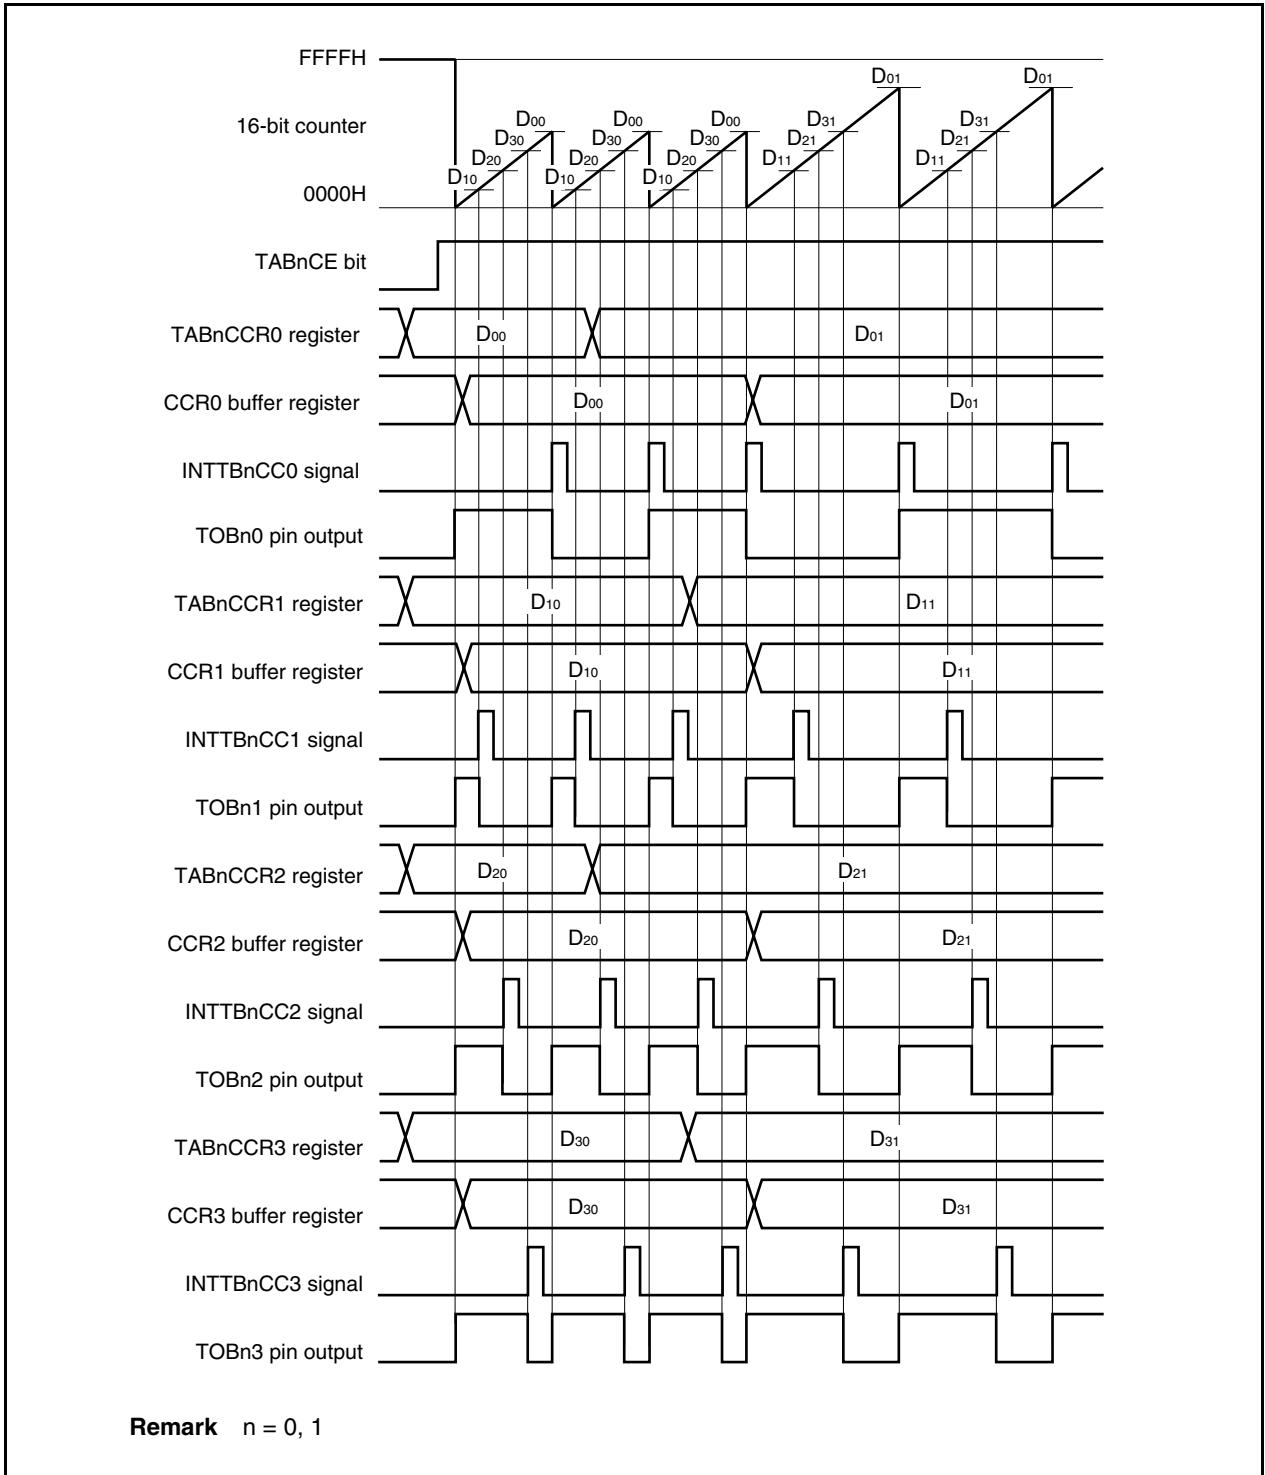 FFFFH
D01 D01
16-bit counter
D00 D00 D00 D31 D31
D30 D30 D30 D21 D21
D20 D20 D20 D11 D11
D10 D10 D10
0000H
TABnCE bit
TABnCCR0 register D00 D01
CCR0 buffer register D00 D01
INTTBnCC0 signal
TOBn0 pin output
TABnCCR1 register D10 D11
CCR1 buffer register D10 D11
INTTBnCC1 signal
TOBn1 pin output
TABnCCR2 register D20 D21
CCR2 buffer register D20 D21
INTTBnCC2 signal
TOBn2 pin output
TABnCCR3 register D30 D31
CCR3 buffer register D30 D31
INTTBnCC3 signal
TOBn3 pin output
Remark n = 0, 1